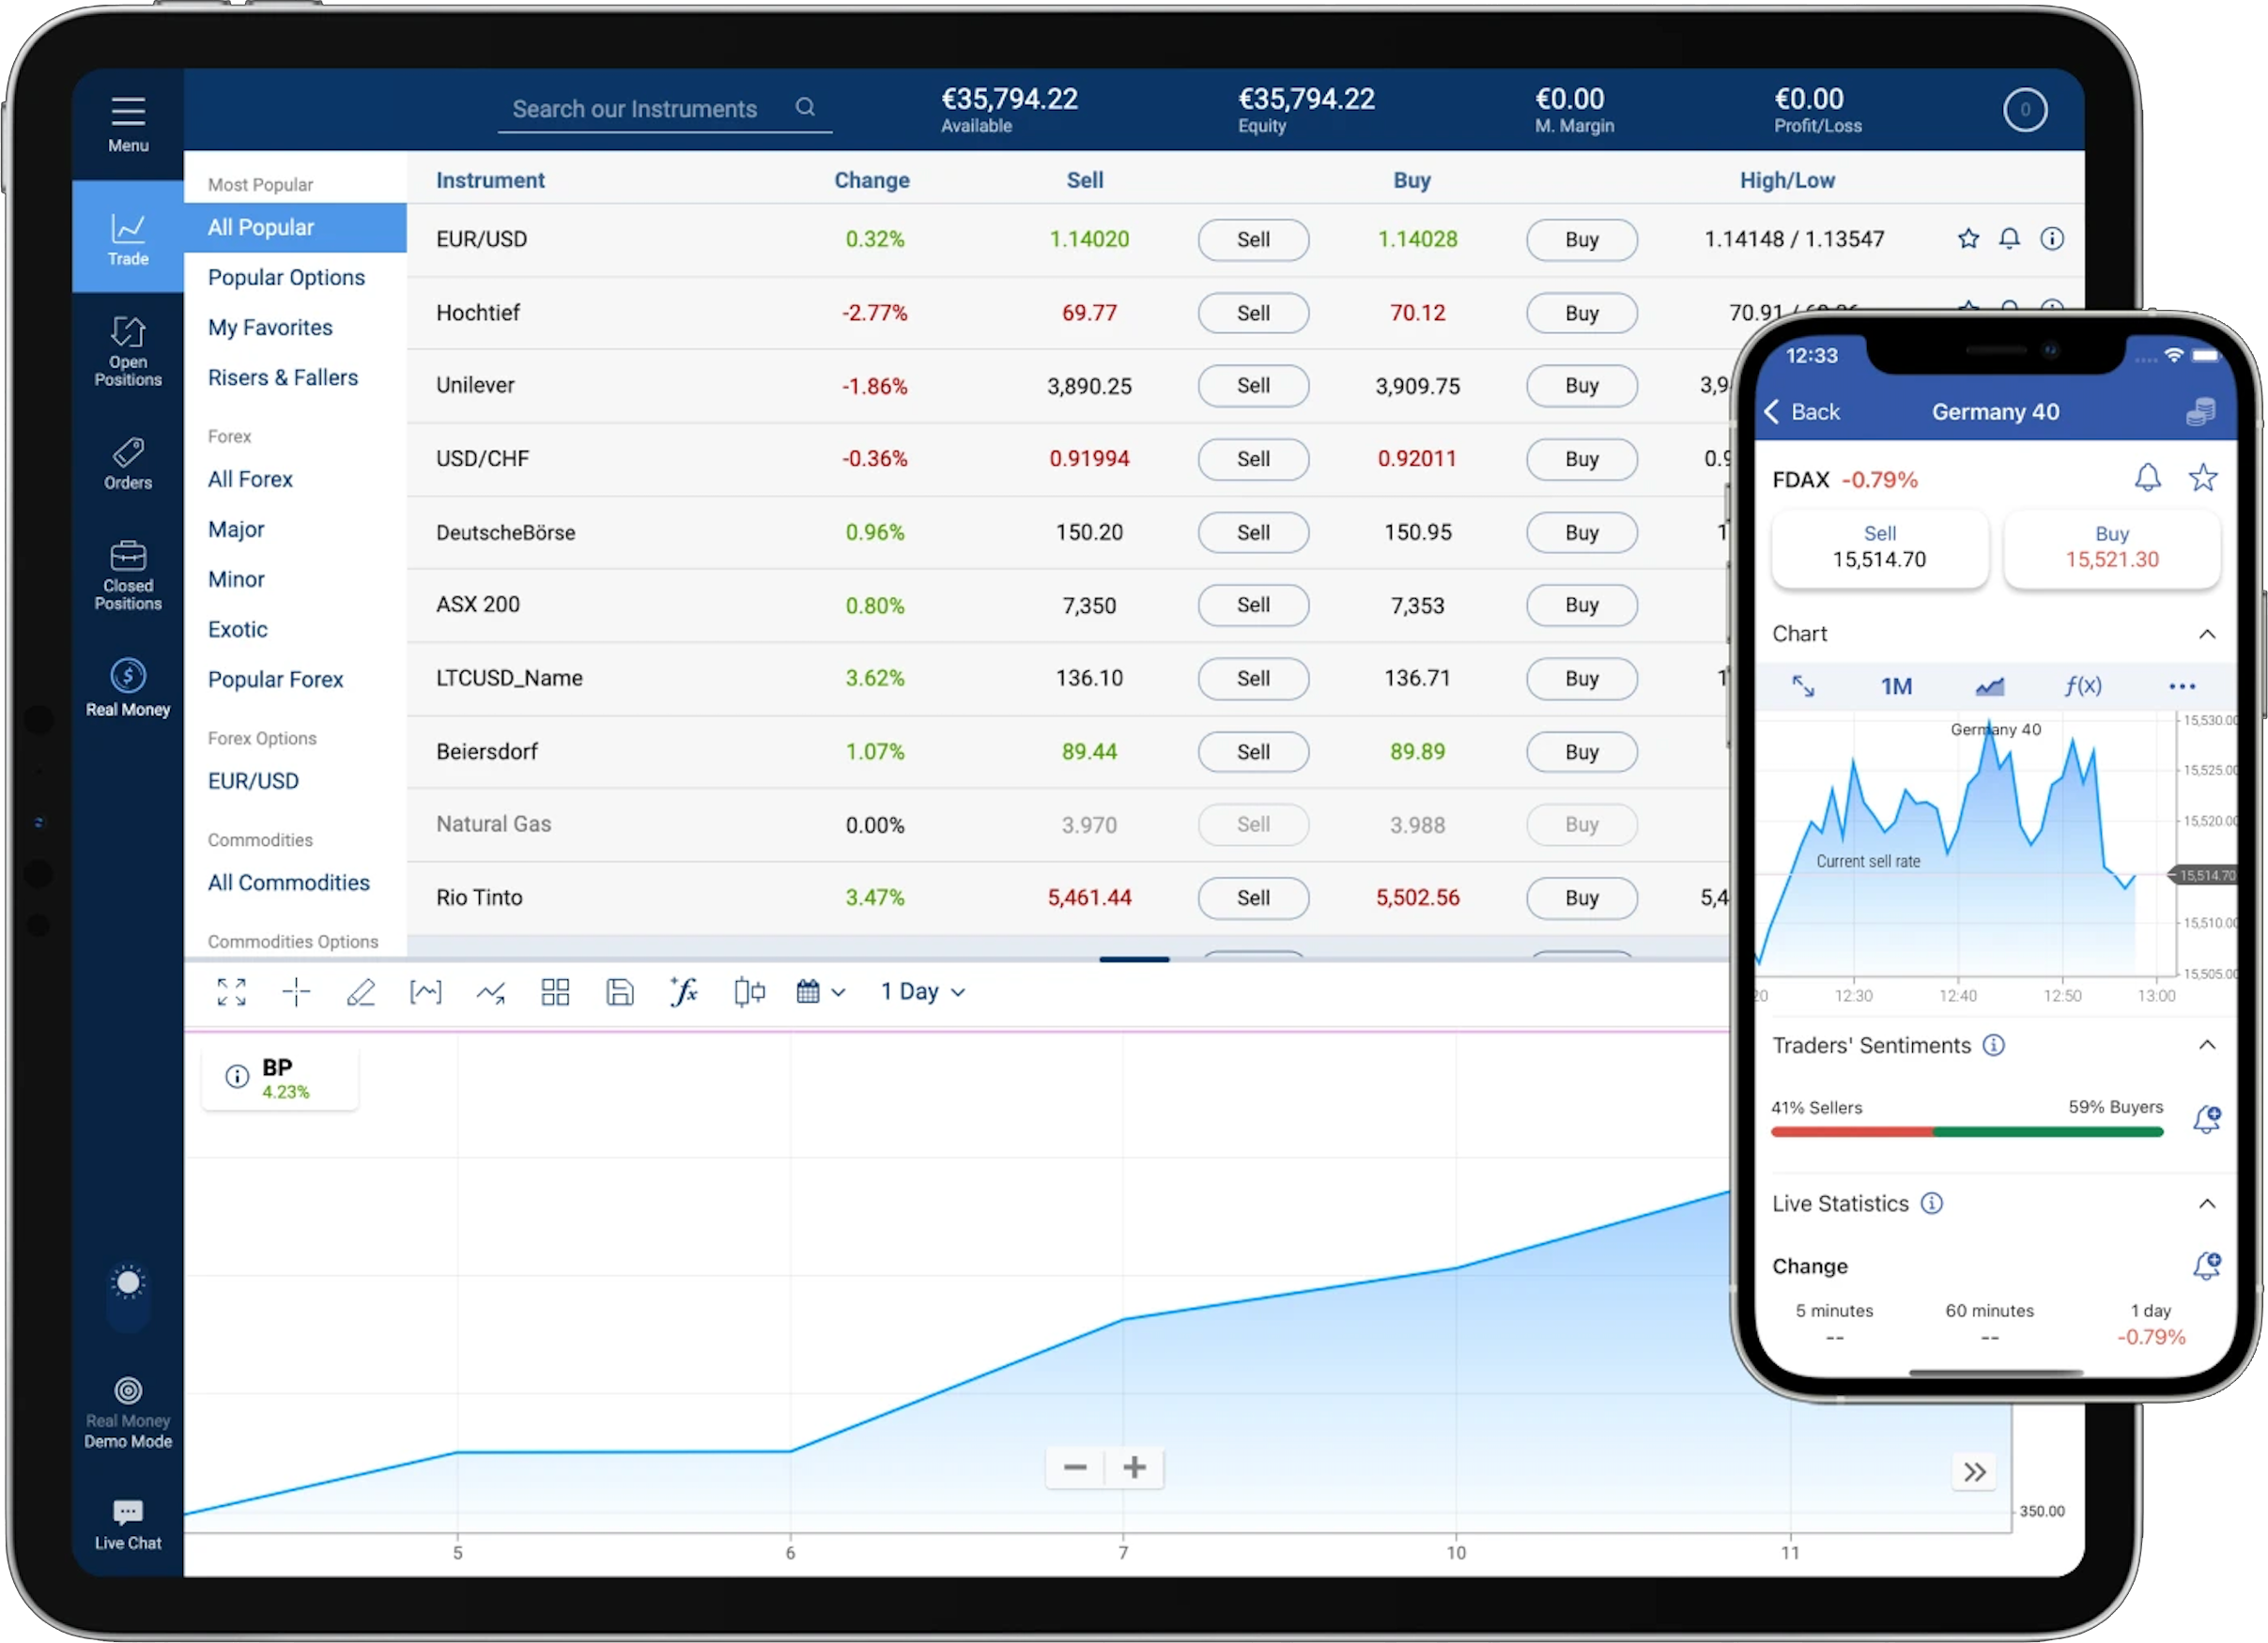 Menu
Trade
Open
Positions
Orders
Closed
Positions
Real Money
Real Money
Demo Mode
Live Chat
Search our Instruments
€35,794.22
Available
€35,794.22
Equity
€0.00
M. Margin
€0.00
Profit/Loss
0
Most Popular
All Popular
Popular Options
My Favorites
Risers & Fallers
Forex
All Forex
Major
Minor
Exotic
Popular Forex
Forex Options
EUR/USD
Commodities
All Commodities
Commodities Options
Instrument Change Sell Buy High/Low
EUR/USD 0.32% 1.14020 Sell 1.14028 Buy 1.14148 / 1.13547
Hochtief -2.77% 69.77 Sell 70.12 Buy 70.91 /
Unilever -1.86% 3,890.25 Sell 3,909.75 Buy 3,9
USD/CHF -0.36% 0.91994 Sell 0.92011 Buy 0.9
DeutscheBörse 0.96% 150.20 Sell 150.95 Buy 1
ASX 200 0.80% 7,350 Sell 7,353 Buy
LTCUSD_Name 3.62% 136.10 Sell 136.71 Buy 1
Beiersdorf 1.07% 89.44 Sell 89.89 Buy
Natural Gas 0.00% 3.970 Sell 3.988 Buy
Rio Tinto 3.47% 5,461.44 Sell 5,502.56 Buy 5,4
+fx 1 Day
BP
4.23%
350.00
5 6 7 10 11
12:33
Back Germany 40
FDAX -0.79%
Sell
15,514.70
Buy
15,521.30
Chart
1M f(x)
Germany 40
Current sell rate
15,530.00
15,525.00
15,520.00
15,514.70
15,510.00
15,505.00
20 12:30 12:40 12:50 13:00
Traders' Sentiments
41% Sellers 59% Buyers
Live Statistics
Change
5 minutes 60 minutes 1 day
-- -- -0.79%